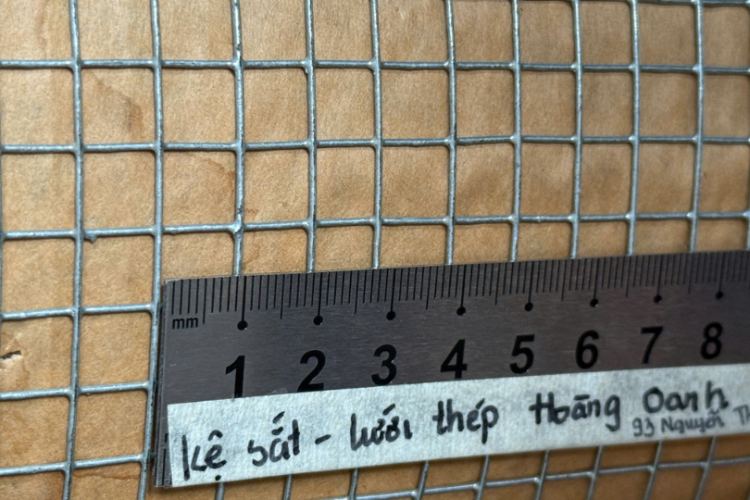 mm
1 2 3 4 5 6 7 8
Kệ sắt - lưới thép Hoàng Oanh
93 Nguyễn